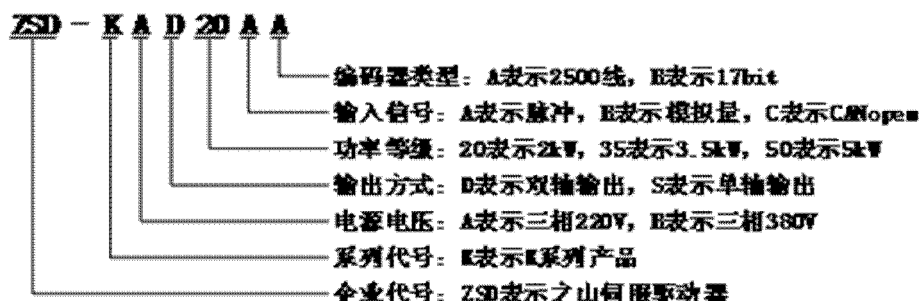 ZSD-KAD20AA
编码器类型：A表示2500线，B表示17bit
输入信号：A表示脉冲，B表示模拟量，C表示CANopen
功率等级：20表示2kW，35表示3.5kW，50表示5kW
输出方式：D表示双轴输出，S表示单轴输出
电源电压：A表示三相220V，B表示三相380V
系列代号：K表示K系列产品
企业代号：ZSD表示之山伺服驱动器